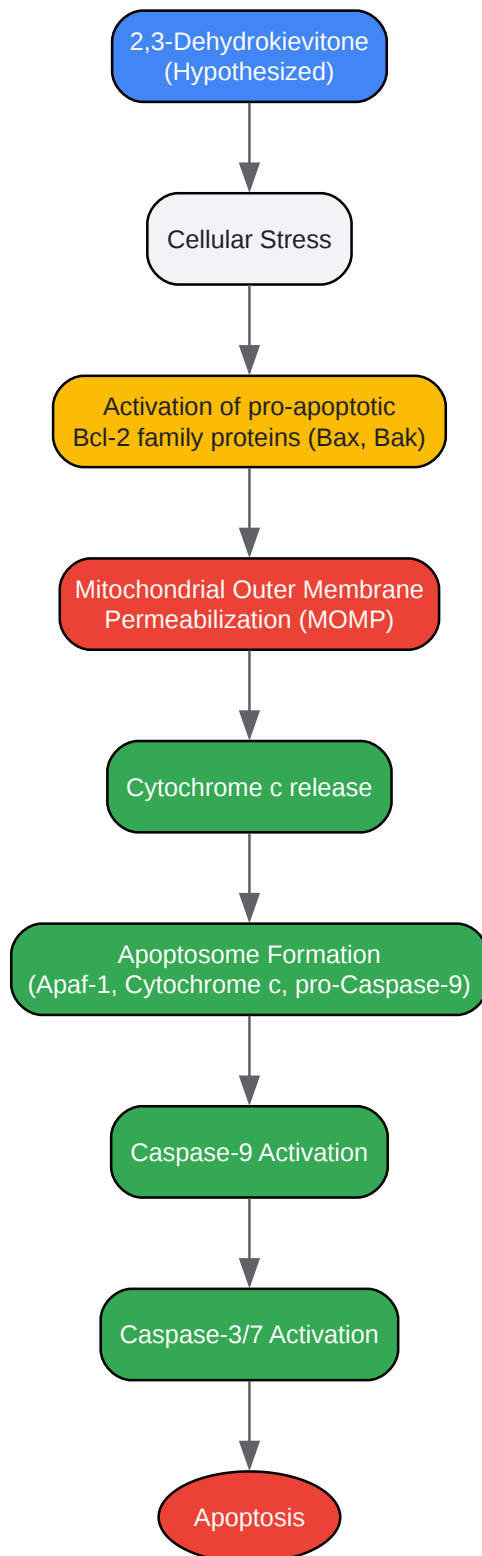 2,3-Dehydrokievitone
(Hypothesized)
Cellular Stress
Activation of pro-apoptotic
Bcl-2 family proteins (Bax, Bak)
Mitochondrial Outer Membrane
Permeabilization (MOMP)
Cytochrome c release
Apoptosome Formation
(Apaf-1, Cytochrome c, pro-Caspase-9)
Caspase-9 Activation
Caspase-3/7 Activation
Apoptosis